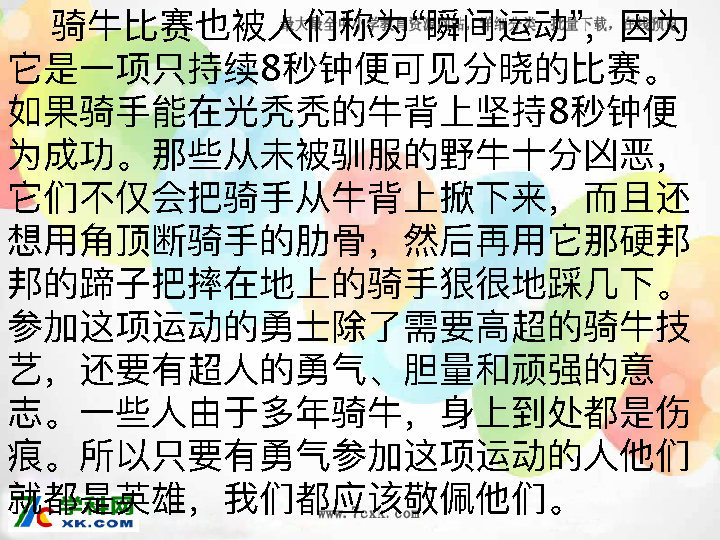 骑牛比赛也被人们称为“瞬间运动”，因为
它是一项只持续8秒钟便可见分晓的比赛。
如果骑手能在光秃秃的牛背上坚持8秒钟便
为成功。那些从未被驯服的野牛十分凶恶，
它们不仅会把骑手从牛背上掀下来，而且还
想用角顶断骑手的肋骨，然后再用它那硬邦
邦的蹄子把摔在地上的骑手狠很地踩几下。
参加这项运动的勇士除了需要高超的骑牛技
艺，还要有超人的勇气、胆量和顽强的意
志。一些人由于多年骑牛，身上到处都是伤
痕。所以只要有勇气参加这项运动的人他们
就都是英雄，我们都应该敬佩他们。
学科网
XK.COM